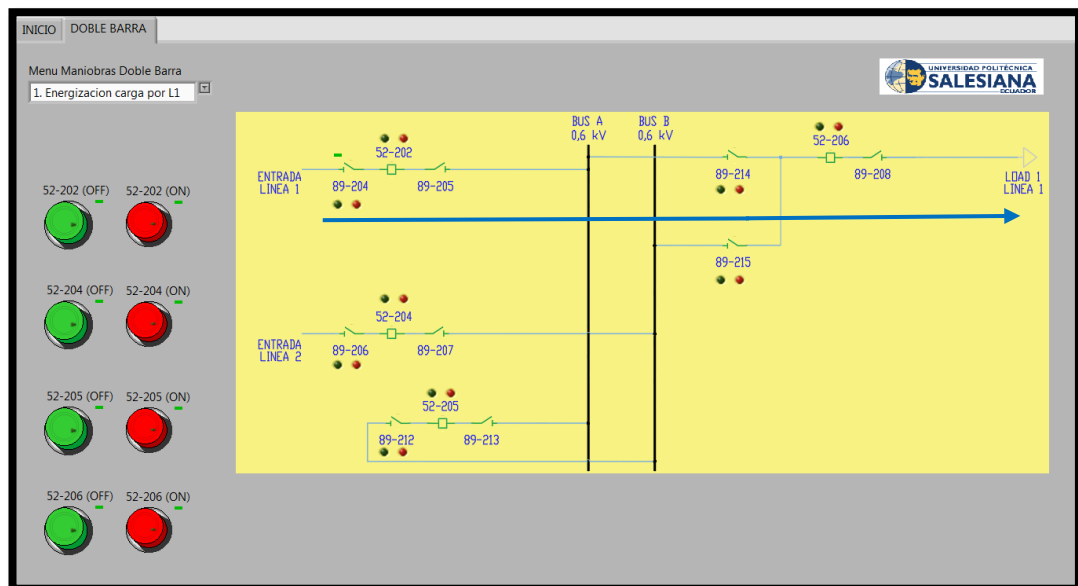 INICIO
DOBLE BARRA
Menu Maniobras Doble Barra
1. Energizacion carga por L1
UNIVERSIDAD POLITÉCNICA
SALESIANA
ECUADOR
BUS A
0,6 kV
BUS B
0,6 kV
52-202
52-206
ENTRADA
LINEA 1
89-204
89-205
89-214
89-208
LOAD 1
LINEA 1
52-202 (OFF)
52-202 (ON)
89-215
52-204 (OFF)
52-204 (ON)
52-204
ENTRADA
LINEA 2
89-206
89-207
52-205 (OFF)
52-205 (ON)
52-205
89-212
89-213
52-206 (OFF)
52-206 (ON)